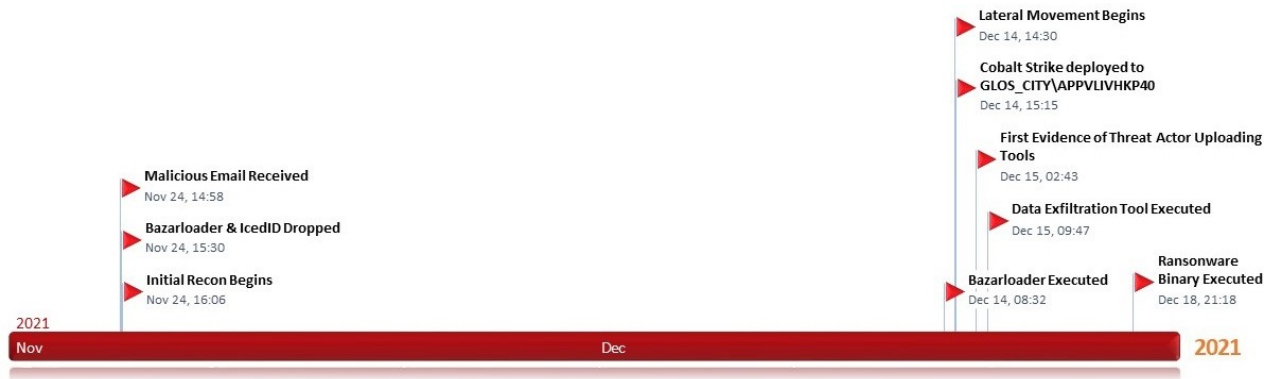 Lateral Movement Begins
Dec 14, 14:30
Cobalt Strike deployed to
GLOS_CITY\APPVLIVHKP40
Dec 14, 15:15
First Evidence of Threat Actor Uploading
Tools
Dec 15, 02:43
Malicious Email Received
Nov 24, 14:58
Data Exfiltration Tool Executed
Dec 15, 09:47
Bazarloader & IcedID Dropped
Nov 24, 15:30
Initial Recon Begins
Nov 24, 16:06
Bazarloader Executed
Dec 14, 08:32
Ransonware
Binary Executed
Dec 18, 21:18
2021
Nov
Dec
2021